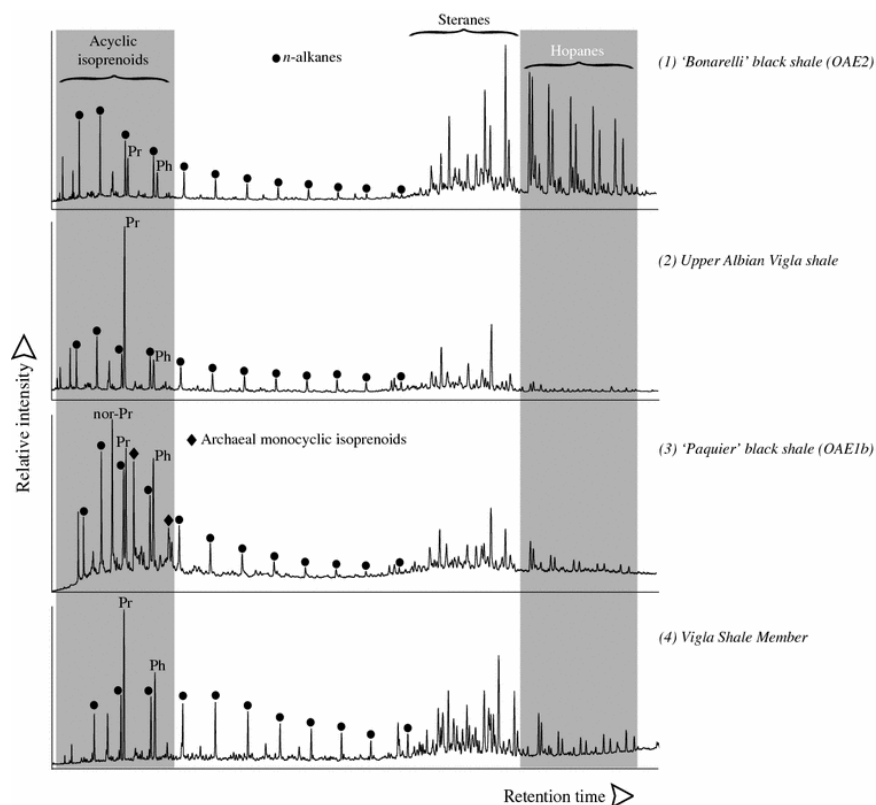 Steranes
Acyclic
isoprenoids
n-alkanes
Hopanes
(1) 'Bonarelli' black shale (OAE2)
Pr
Ph
Pr
(2) Upper Albian Vigla shale
Ph
nor-Pr
Archaeal monocyclic isoprenoids
Pr
(3) 'Paquier' black shale (OAE1b)
Ph
Pr
(4) Vigla Shale Member
Ph
Relative intensity
Retention time